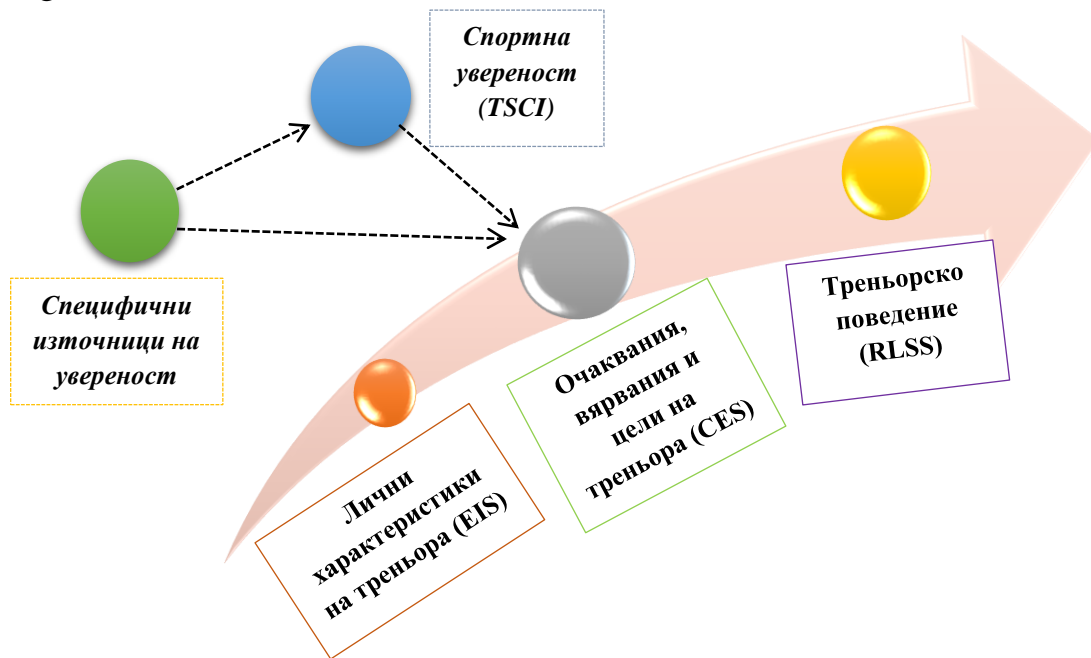 Спортна
увереност
(TSCI)
Специфични
източници на
увереност
Лични
характеристики
на треньора (EIS)
Очаквания,
вярвания и
цели на
треньора (CES)
Треньорско
поведение
(RLSS)